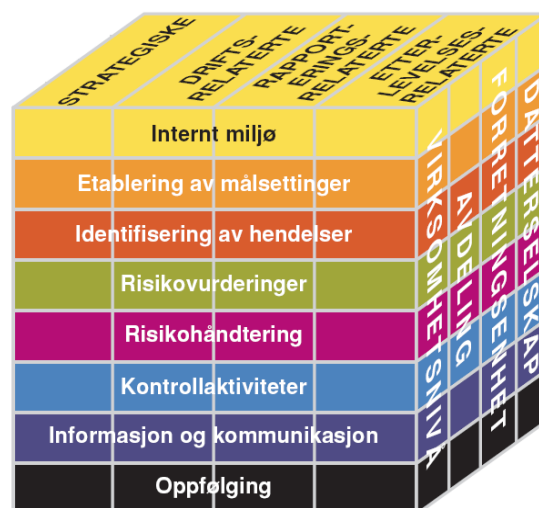 STRATEGISKE
DRIFTS-
RELATERTE
RAPPORT-
ERINGS-
RELATERTE
ETTER-
LEVELSES-
RELATERTE
Internt miljø
Etablering av målsettinger
Identifisering av hendelser
Risikovurderinger
Risikohåndtering
Kontrollaktiviteter
Informasjon og kommunikasjon
Oppfølging
VIRKSOMHETSNIVÅ
AVDELING
FORRETNINGSENHET
DATTERSELSKAP